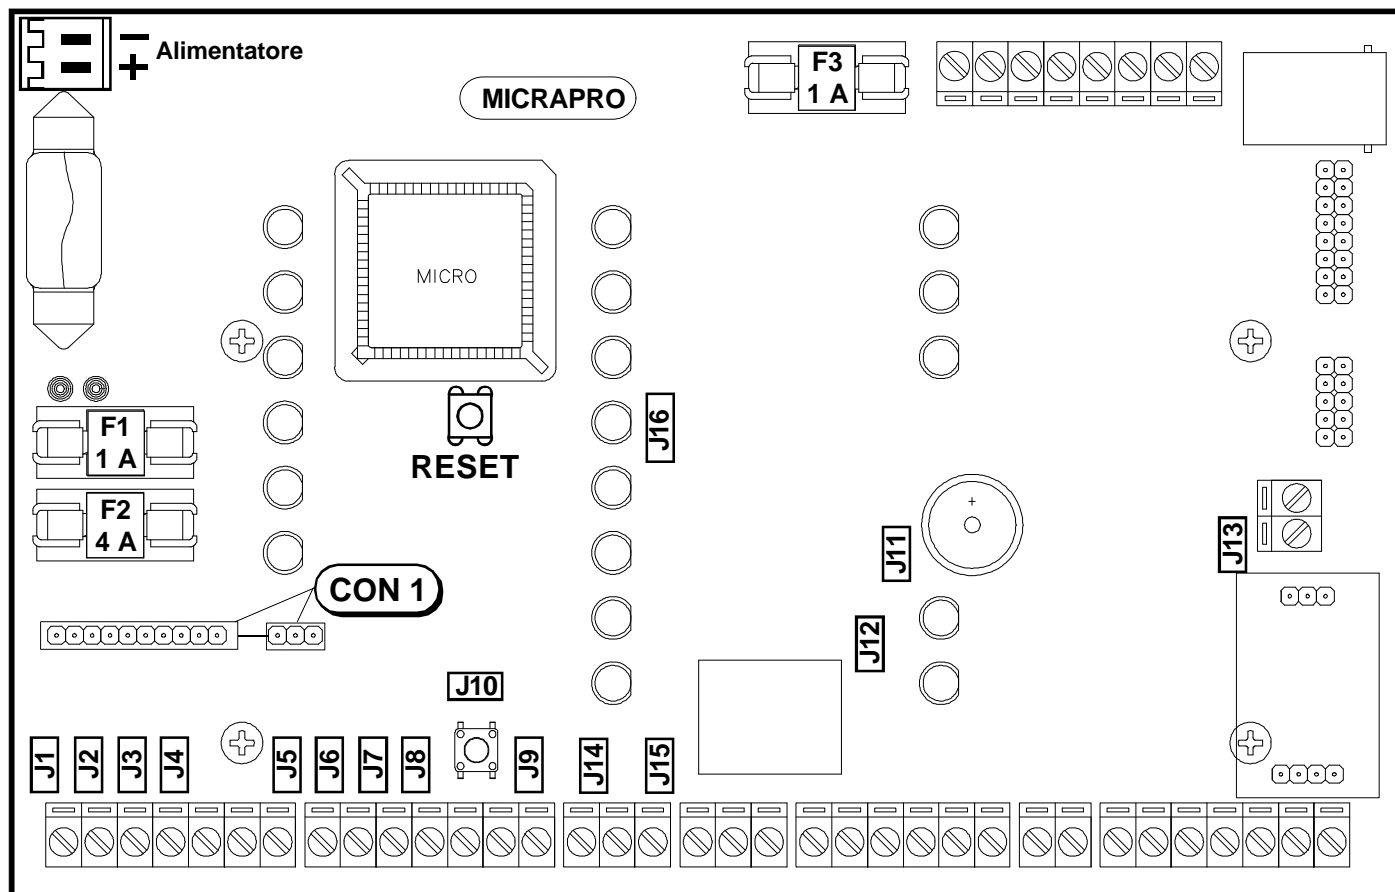 − Alimentatore
+
MICRAPRO
F3
1 A
MICRO
RESET
J16
F1
1 A
F2
4 A
+
J11
J13
CON 1
J12
J10
J1
J2
J3
J4
J5
J6
J7
J8
J9
J14
J15